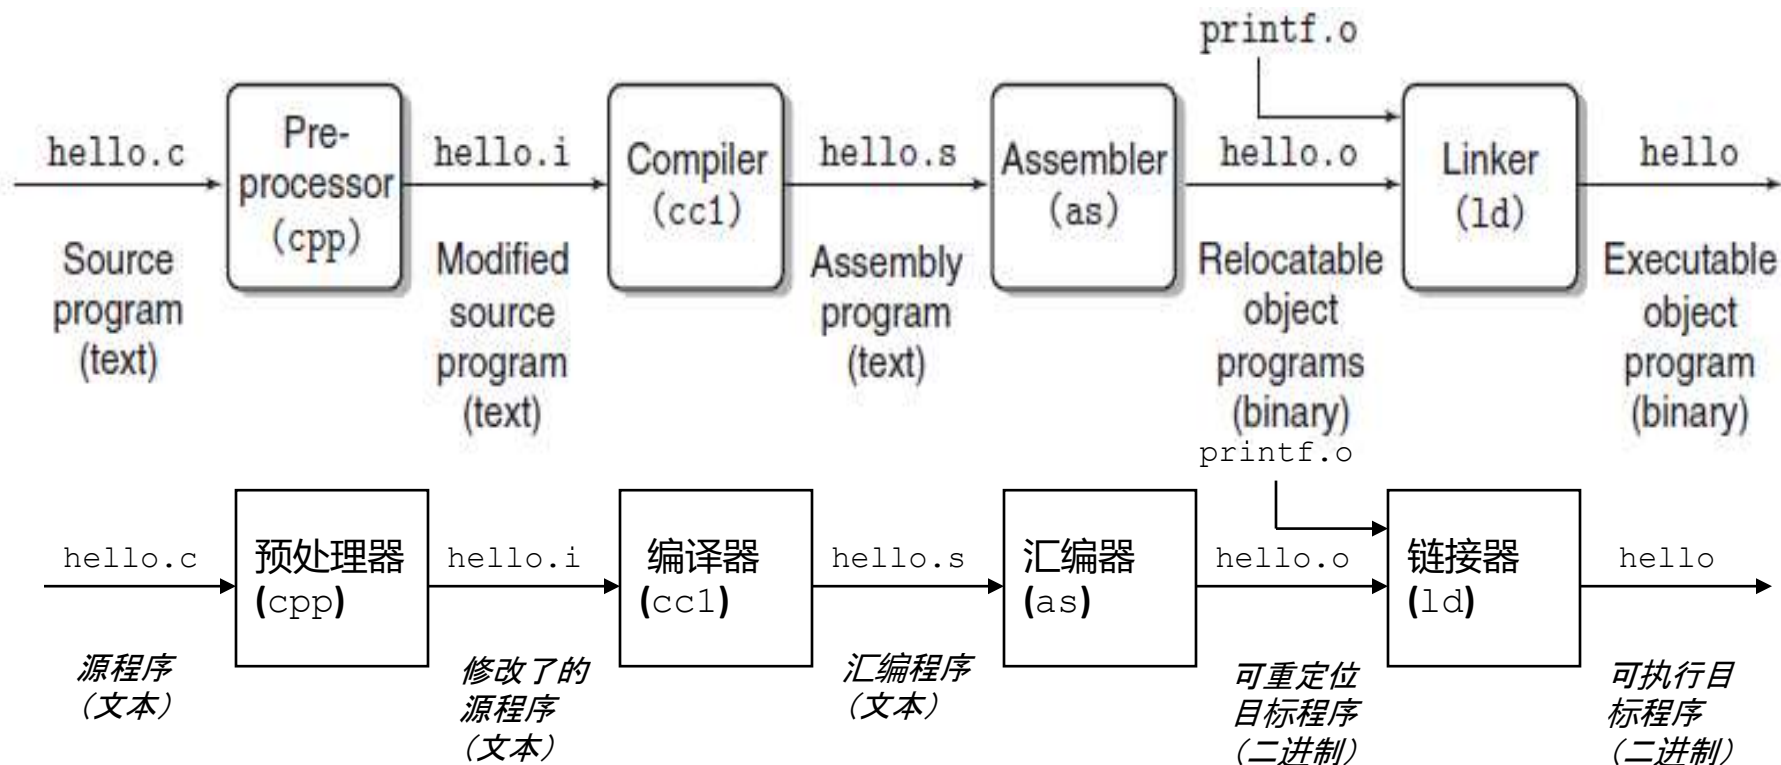 printf.o
hello.c
Pre-
processor
(cpp)
hello.i
Compiler
(cc1)
hello.s
Assembler
(as)
hello.o
Linker
(ld)
hello
Source
program
(text)
Modified
source
program
(text)
Assembly
program
(text)
Relocatable
object
programs
(binary)
Executable
object
program
(binary)
printf.o
hello.c
预处理器
(cpp)
hello.i
编译器
(cc1)
hello.s
汇编器
(as)
hello.o
链接器
(ld)
hello
源程序
（文本）
修改了的
源程序
（文本）
汇编程序
（文本）
可重定位
目标程序
（二进制）
可执行目
标程序
（二进制）